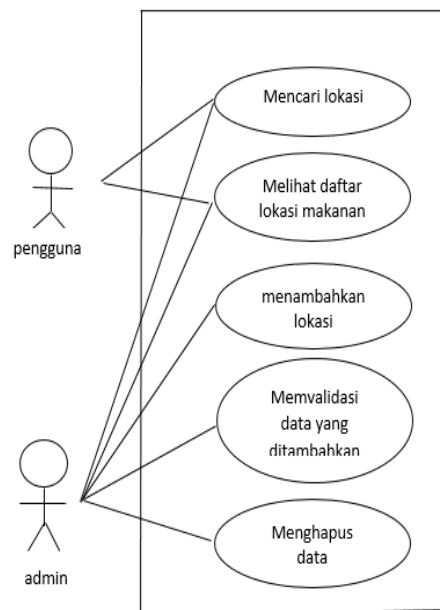 Mencari lokasi
Melihat daftar
lokasi makanan
pengguna
menambahkan
lokasi
Memvalidasi
data yang
ditambahkan
Menghapus
data
admin